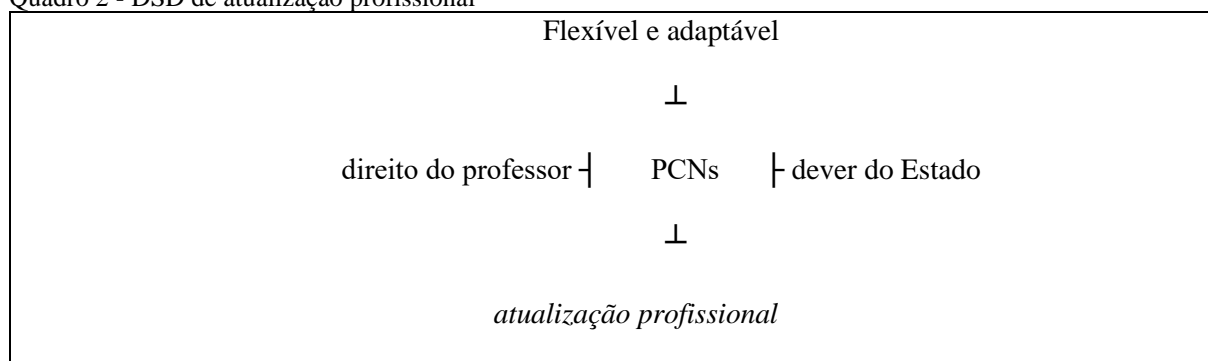 Quadro 2 - DSD de atualização profissional
Flexível e adaptável
⊥
direito do professor ┤ PCNs ├ dever do Estado
⊥
atualização profissional